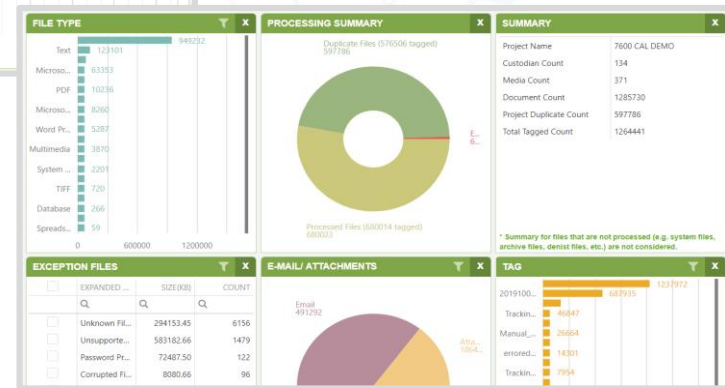 FILE TYPE
949232
Text 123101
Microso... 63353
PDF 10236
Microso... 8260
Word Pr... 5287
Multimedia 3870
System ... 2201
TIFF 720
Database 266
Spreads... 59
0 600000 1200000
PROCESSING SUMMARY
Duplicate Files (576506 tagged)
597786
E...
6...
Processed Files (680014 tagged)
680023
SUMMARY
Project Name 7600 CAL DEMO
Custodian Count 134
Media Count 371
Document Count 1285730
Project Duplicate Count 597786
Total Tagged Count 1264441
* Summary for files that are not processed (e.g. system files,
archive files, denist files, etc.) are not considered.
EXCEPTION FILES
EXPANDED ... SIZE(KB) COUNT
Unknown Fil... 294153.45 6156
Unsupporte... 583182.66 1479
Password Pr... 72487.50 122
Corrupted Fi... 8080.66 96
E-MAIL/ ATTACHMENTS
Email
491292
Atta...
TAG
1237972
2019100... 687935
Trackin... 46847
Manual_... 26664
errored... 14301
Trackin... 7954